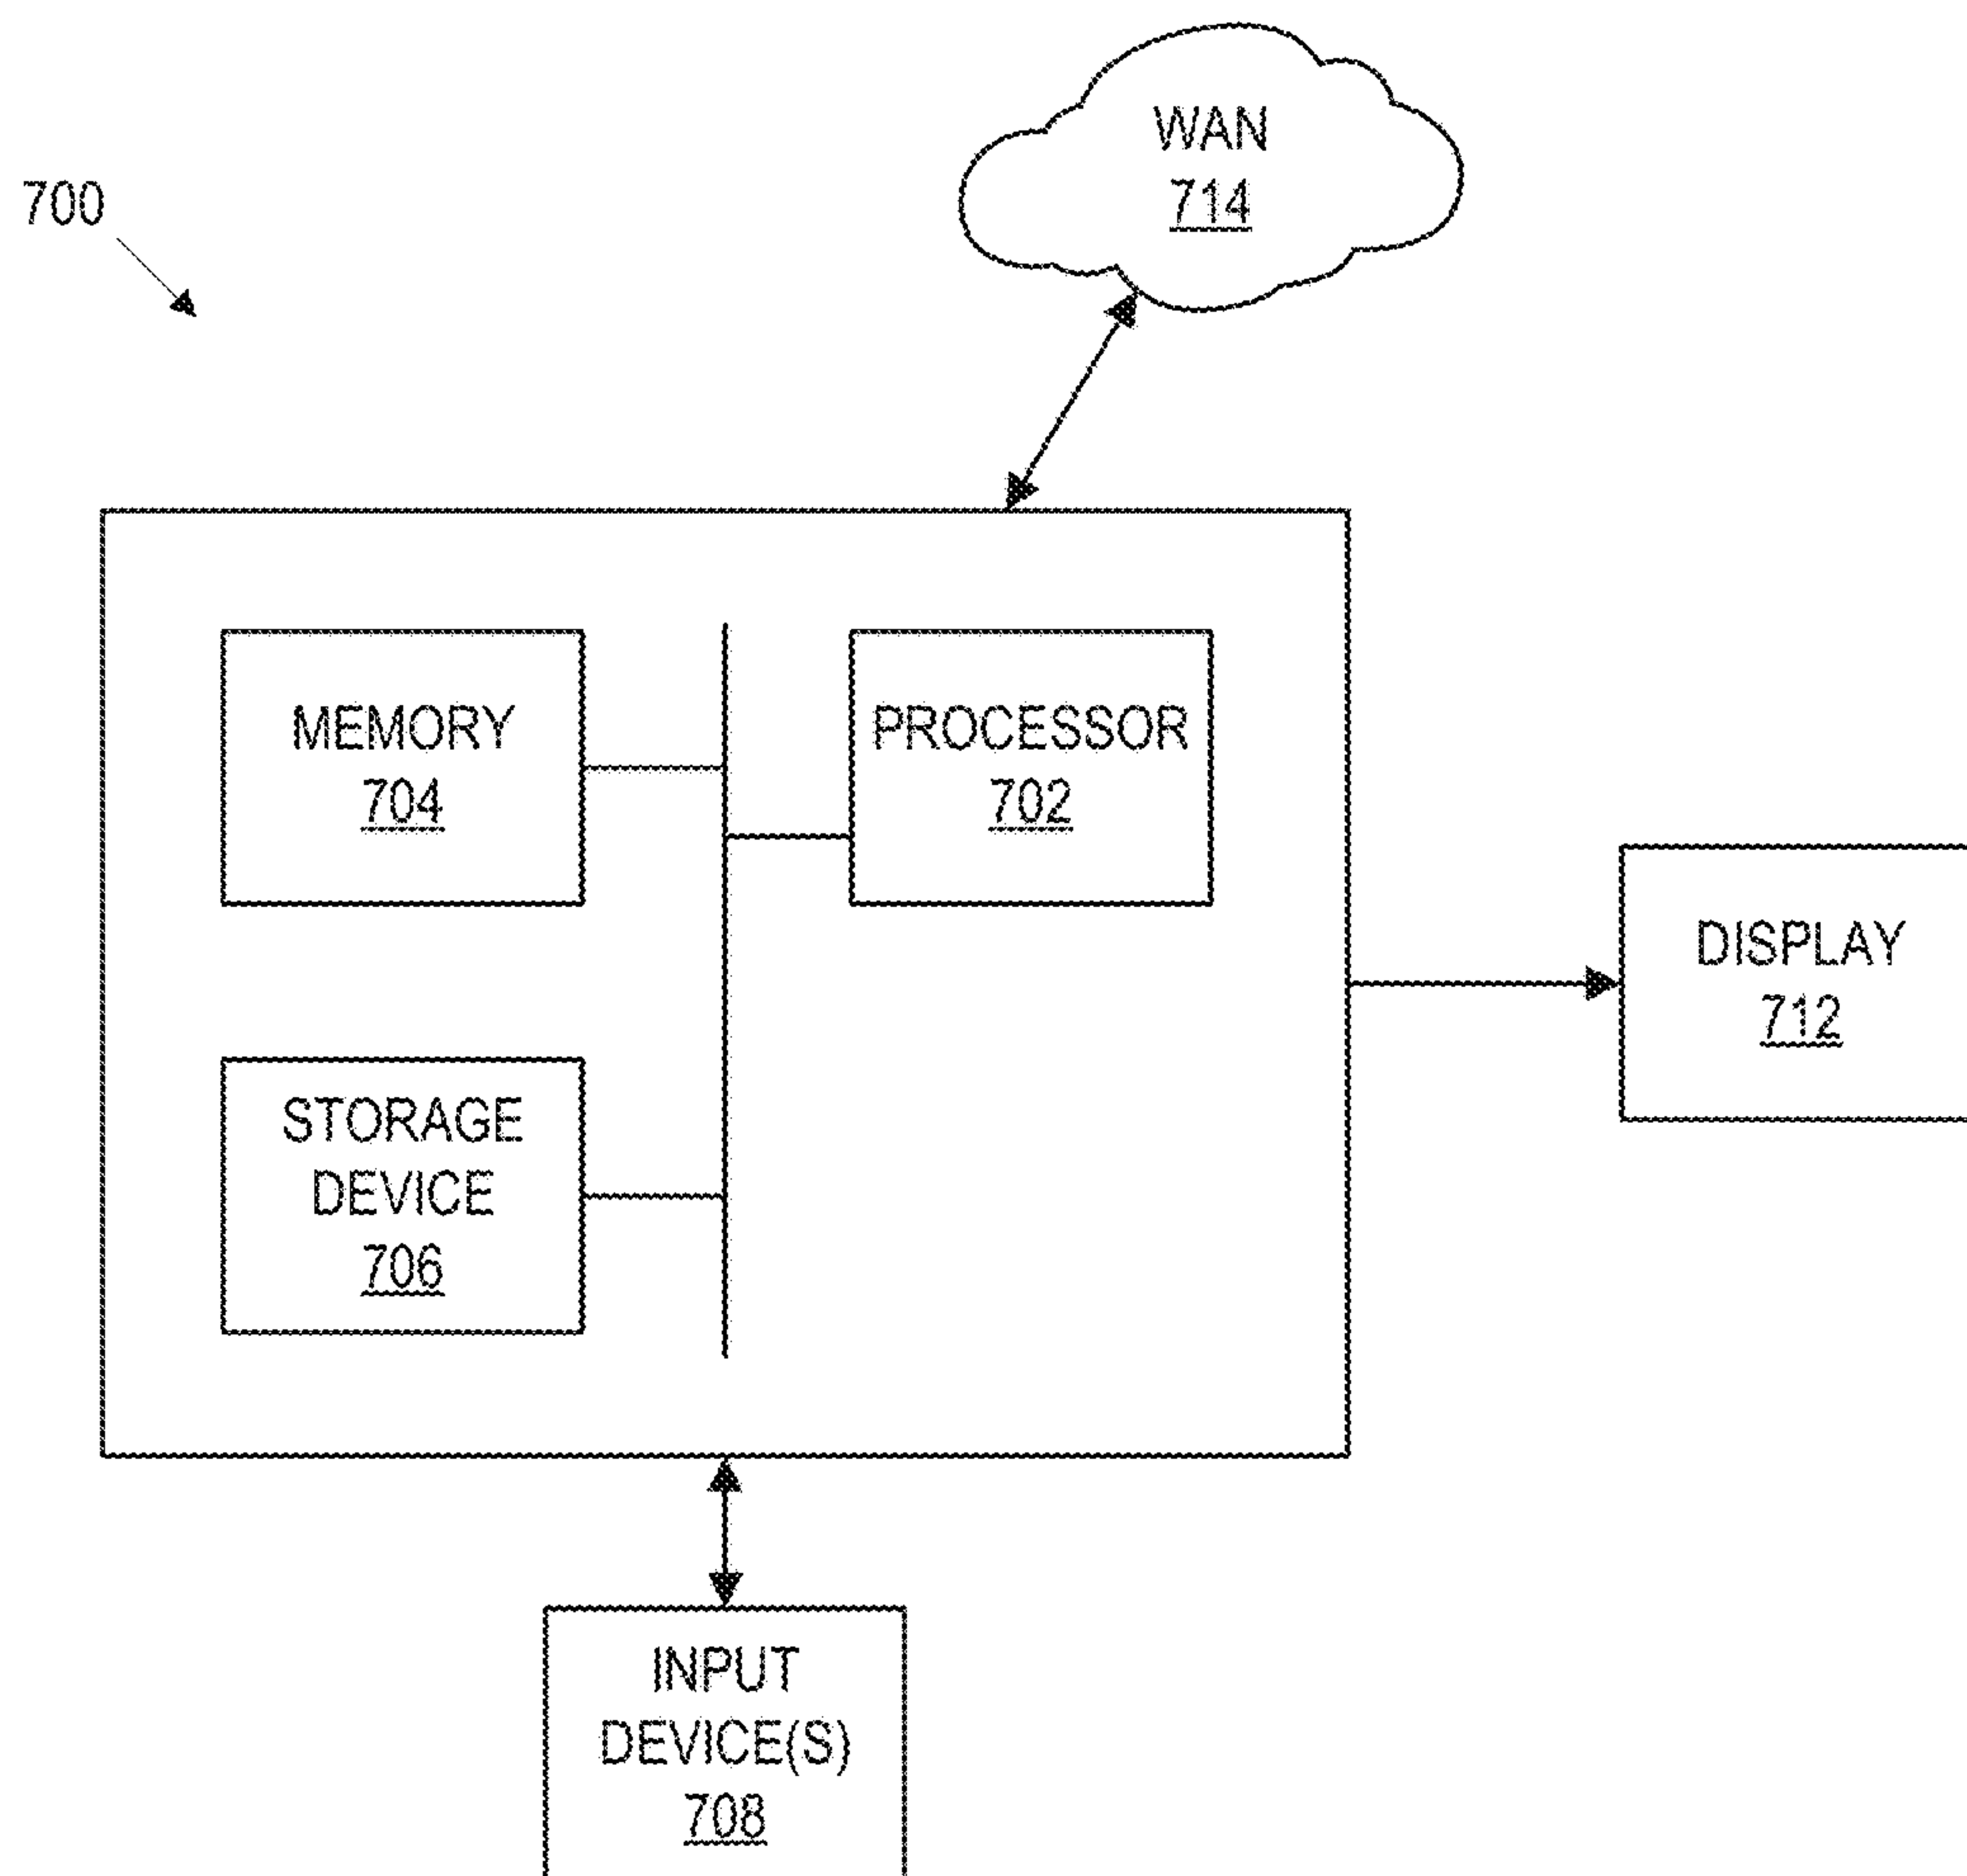 WAN
714
700
MEMORY
704
PROCESSOR
702
DISPLAY
712
STORAGE
DEVICE
706
INPUT
DEVICE(S)
708